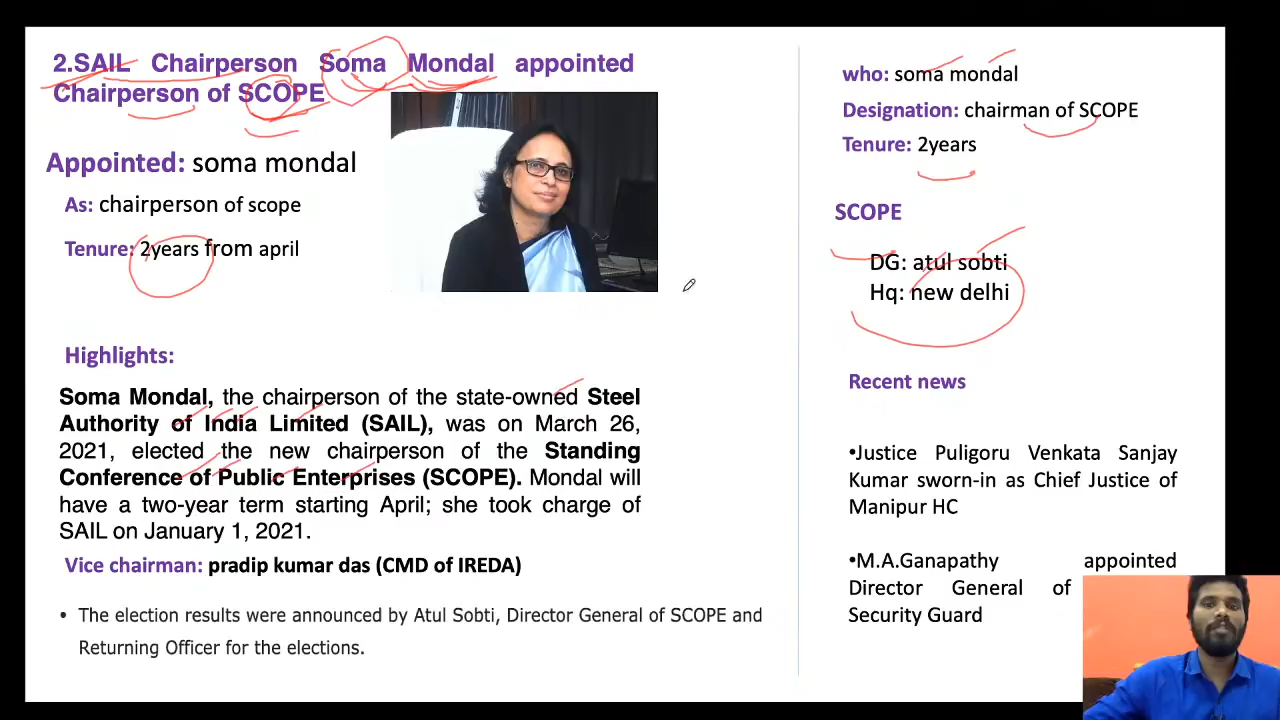 2.SAIL Chairperson Soma Mondal appointed
Chairperson of SCOPE
Appointed: soma mondal
As: chairperson of scope
Tenure: 2years from april
Highlights:
Soma Mondal, the chairperson of the state-owned Steel
Authority of India Limited (SAIL), was on March 26,
2021, elected the new chairperson of the Standing
Conference of Public Enterprises (SCOPE). Mondal will
have a two-year term starting April; she took charge of
SAIL on January 1, 2021.
Vice chairman: pradip kumar das (CMD of IREDA)
• The election results were announced by Atul Sobti, Director General of SCOPE and
Returning Officer for the elections.
who: soma mondal
Designation: chairman of SCOPE
Tenure: 2years
SCOPE
DG: atul sobti
Hq: new delhi
Recent news
•Justice Puligoru Venkata Sanjay
Kumar sworn-in as Chief Justice of
Manipur HC
•M.A.Ganapathy appointed
Director General of
Security Guard